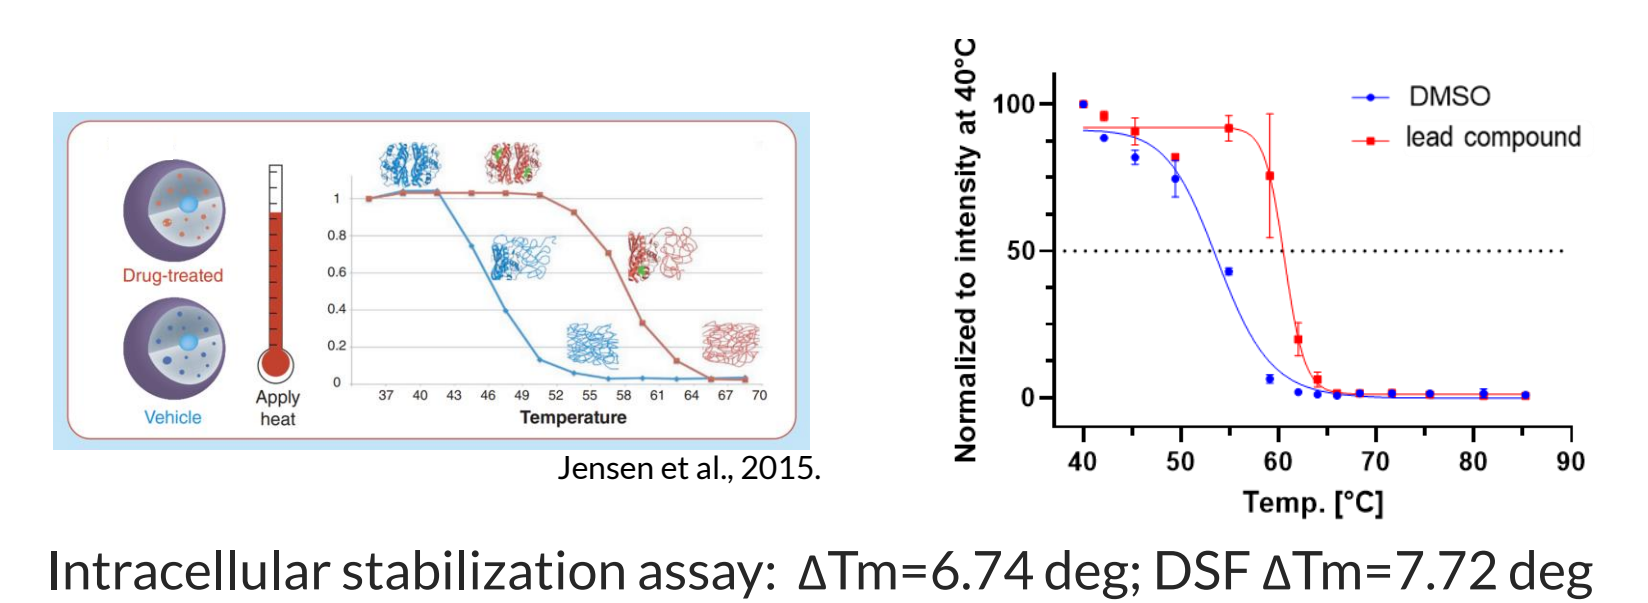 Drug-treated
Vehicle
Apply
heat
1
0.8
0.6
0.4
0.2
0
37 40 43 46 49 52 55 58 61 64 67 70
Temperature
Jensen et al., 2015.
Normalized to intensity at 40°C
100
50
0
DMSO
lead compound
40 50 60 70 80 90
Temp. [°C]
Intracellular stabilization assay: ΔTm=6.74 deg; DSF ΔTm=7.72 deg